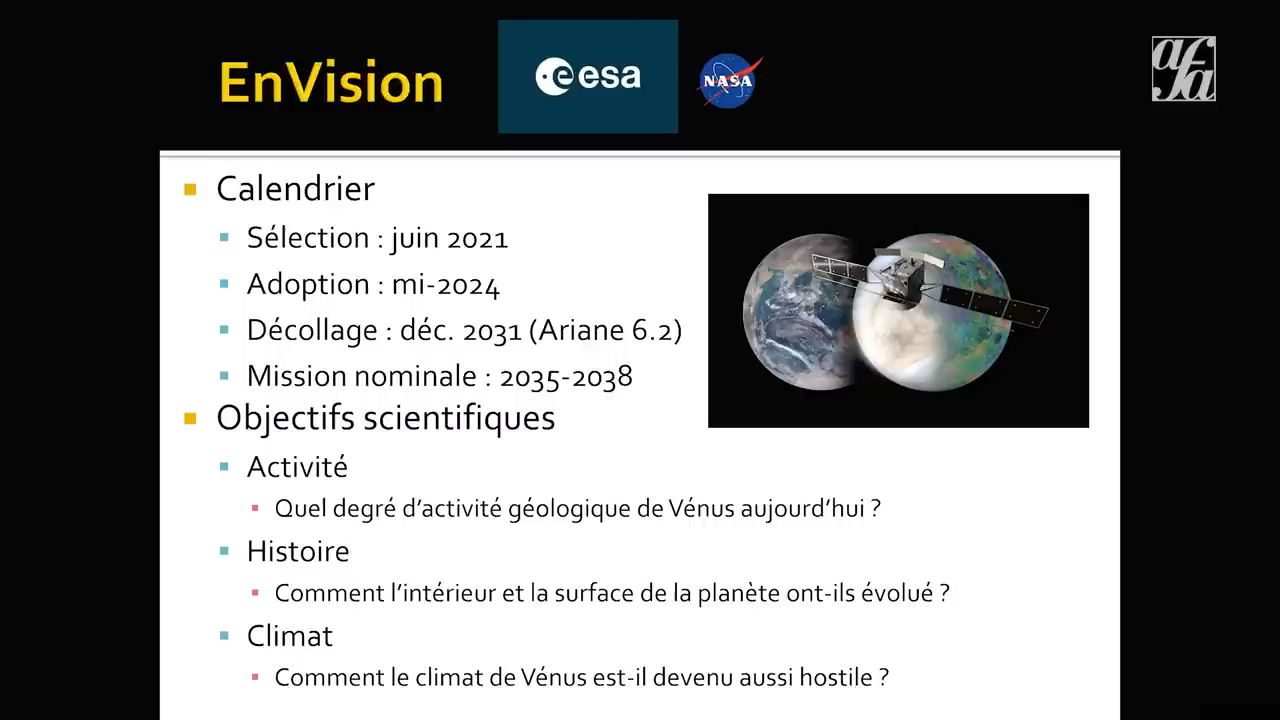 EnVision
esa
NASA
afa
Calendrier
Sélection : juin 2021
Adoption : mi-2024
Décollage : déc. 2031 (Ariane 6.2)
Mission nominale : 2035-2038
Objectifs scientifiques
Activité
Quel degré d’activité géologique de Vénus aujourd’hui ?
Histoire
Comment l’intérieur et la surface de la planète ont-ils évolué ?
Climat
Comment le climat de Vénus est-il devenu aussi hostile ?